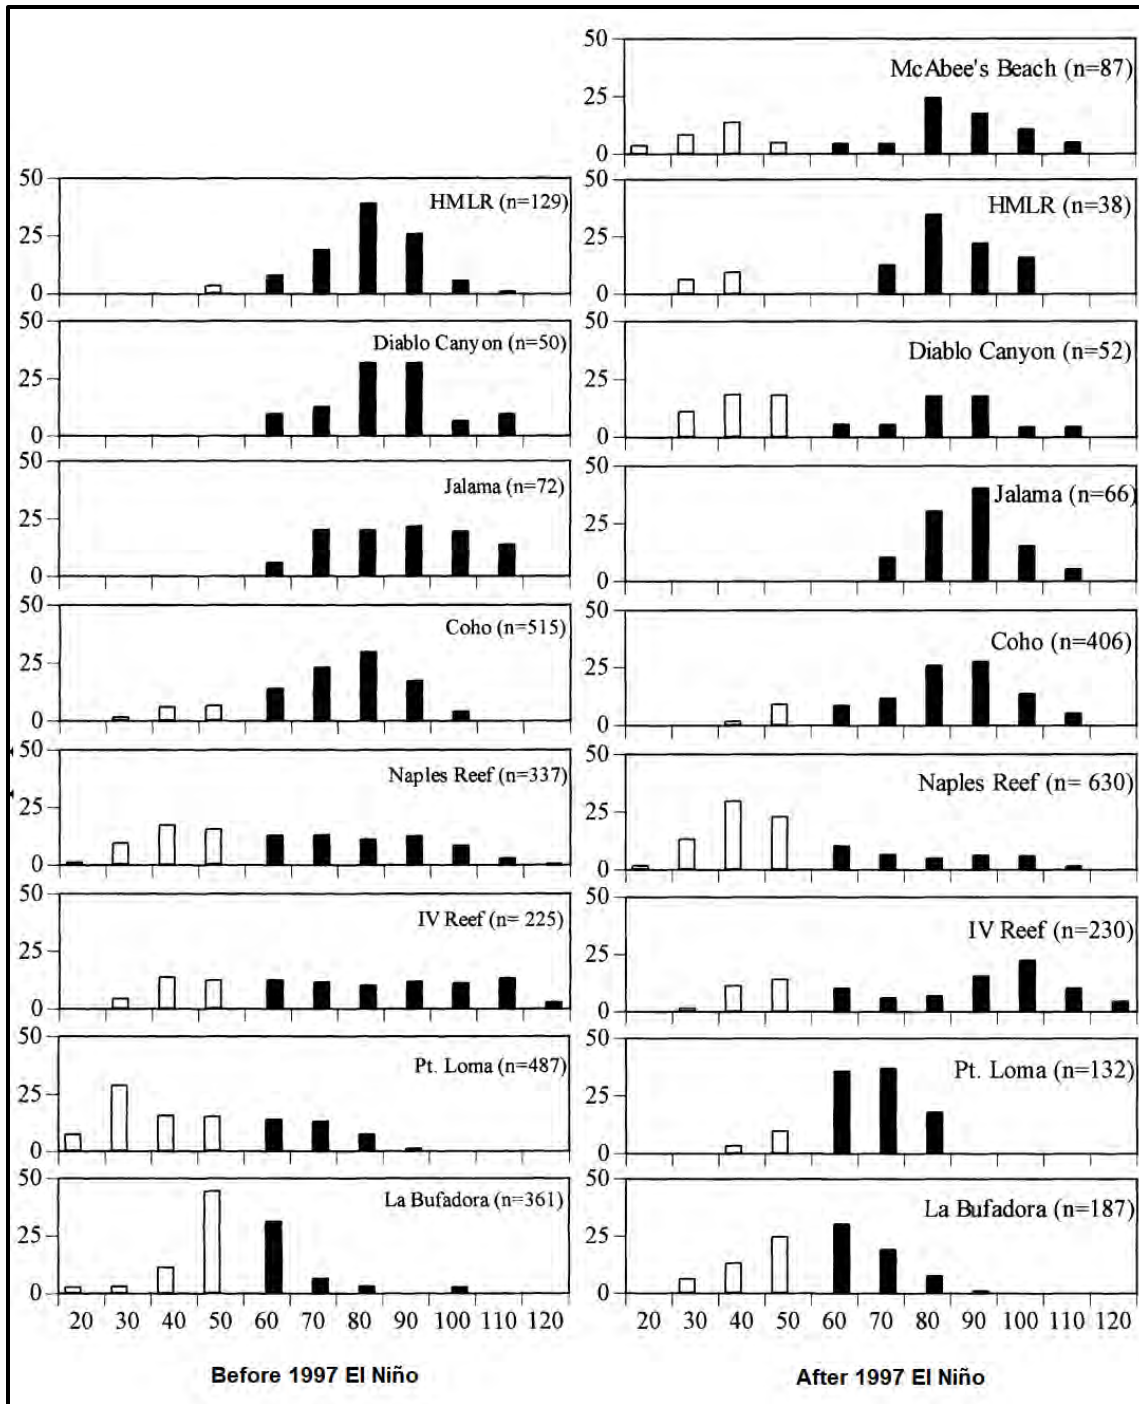 50
McAbee's Beach (n=87)
25
0
50
HMLR (n=129)
25
0
50
HMLR (n=38)
25
0
50
Diablo Canyon (n=50)
25
0
50
Diablo Canyon (n=52)
25
0
50
Jalama (n=72)
25
0
50
Jalama (n=66)
25
0
50
Coho (n=515)
25
0
50
Coho (n=406)
25
0
50
Naples Reef (n=337)
25
0
50
Naples Reef (n= 630)
25
0
50
IV Reef (n= 225)
25
0
50
IV Reef (n=230)
25
0
50
Pt. Loma (n=487)
25
0
50
Pt. Loma (n=132)
25
0
50
La Bufadora (n=361)
25
0
50
La Bufadora (n=187)
25
0
20 30 40 50 60 70 80 90 100 110 120
20 30 40 50 60 70 80 90 100 110 120
Before 1997 El Niño
After 1997 El Niño